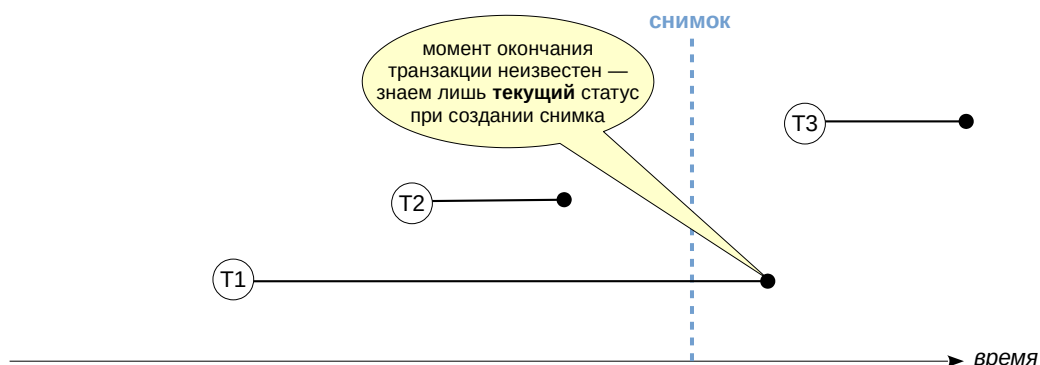 снимок
момент окончания
транзакции неизвестен —
знаем лишь текущий статус
при создании снимка
T3
T2
T1
время